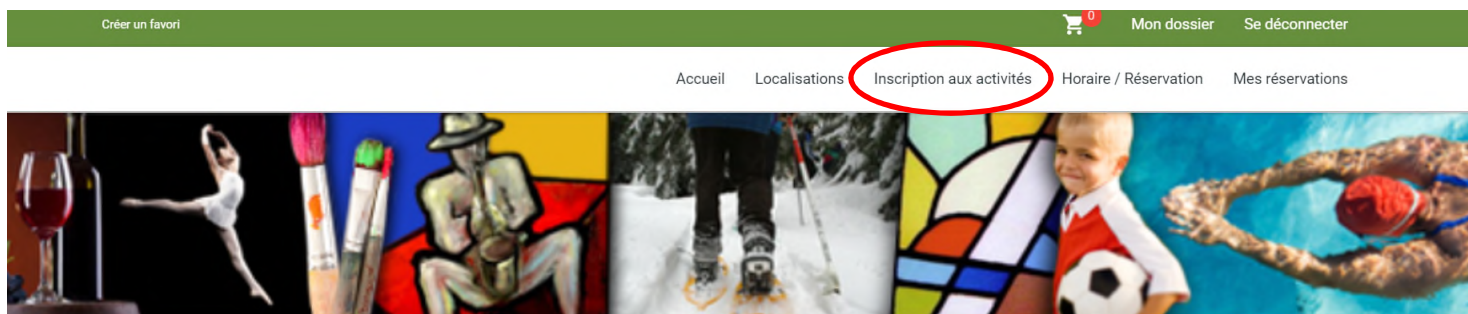 Créer un favori 0 Mon dossier Se déconnecter
Accueil Localisations Inscription aux activités Horaire / Réservation Mes réservations